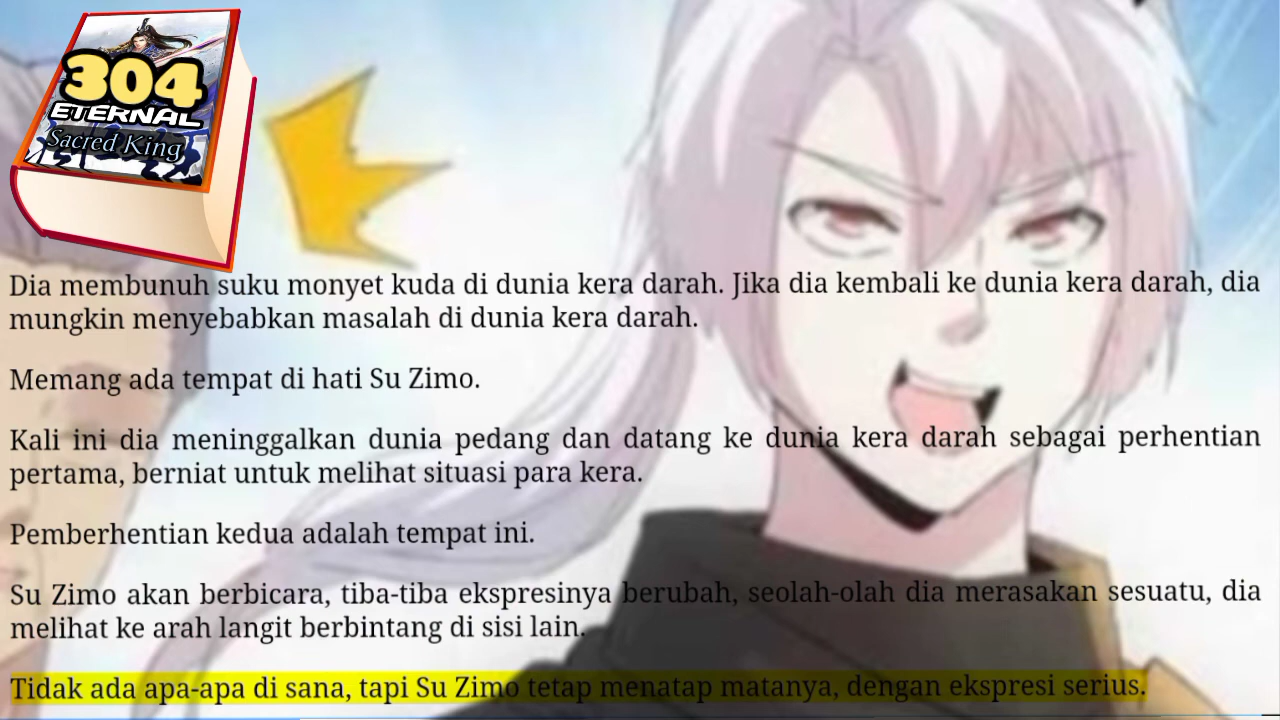 304
ETERNAL
Sacred King
Dia membunuh suku monyet kuda di dunia kera darah. Jika dia kembali ke dunia kera darah, dia
mungkin menyebabkan masalah di dunia kera darah.
Memang ada tempat di hati Su Zimo.
Kali ini dia meninggalkan dunia pedang dan datang ke dunia kera darah sebagai perhentian
pertama, berniat untuk melihat situasi para kera.
Pemberhentian kedua adalah tempat ini.
Su Zimo akan berbicara, tiba-tiba ekspresinya berubah, seolah-olah dia merasakan sesuatu, dia
melihat ke arah langit berbintang di sisi lain.
Tidak ada apa-apa di sana, tapi Su Zimo tetap menatap matanya, dengan ekspresi serius.